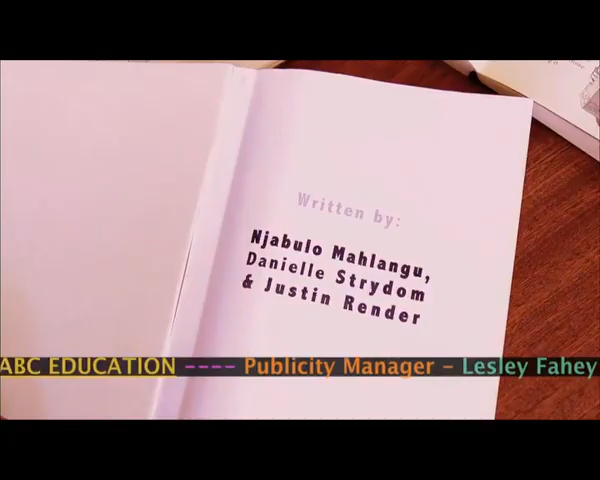 Written by:
Njabulo Mahlangu,
Danielle Strydom
& Justin Render
ABC EDUCATION ---- Publicity Manager – Lesley Fahey